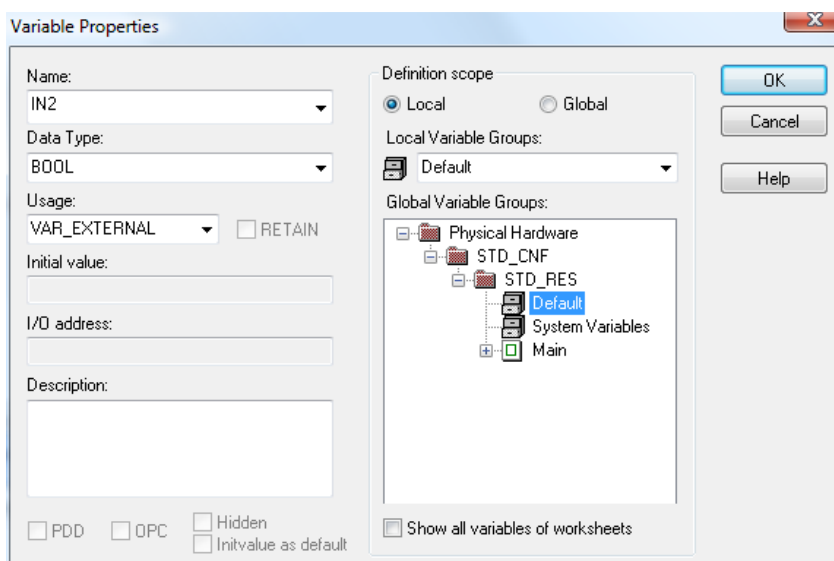 Variable Properties
X
Name:
IN2
Data Type:
BOOL
Usage:
VAR_EXTERNAL
RETAIN
Initial value:
I/O address:
Description:
PDD
OPC
Hidden
Initvalue as default
Definition scope
Local
Global
Local Variable Groups:
Default
Global Variable Groups:
Physical Hardware
STD_CNF
STD_RES
Default
System Variables
Main
Show all variables of worksheets
OK
Cancel
Help